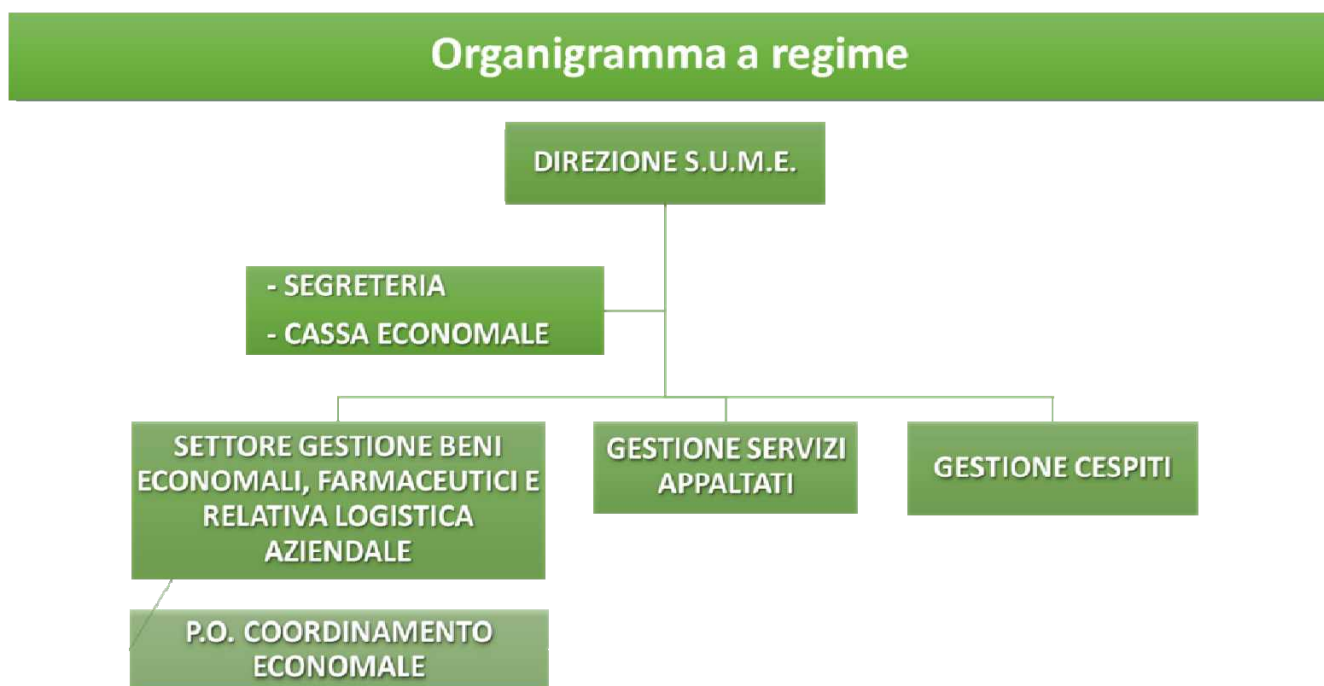 Organigramma a regime
DIREZIONE S.U.M.E.
- SEGRETERIA
- CASSA ECONOMALE
SETTORE GESTIONE BENI
ECONOMALI, FARMACEUTICI E
RELATIVA LOGISTICA
AZIENDALE
GESTIONE SERVIZI
APPALTATI
GESTIONE CESPITI
P.O. COORDINAMENTO
ECONOMALE